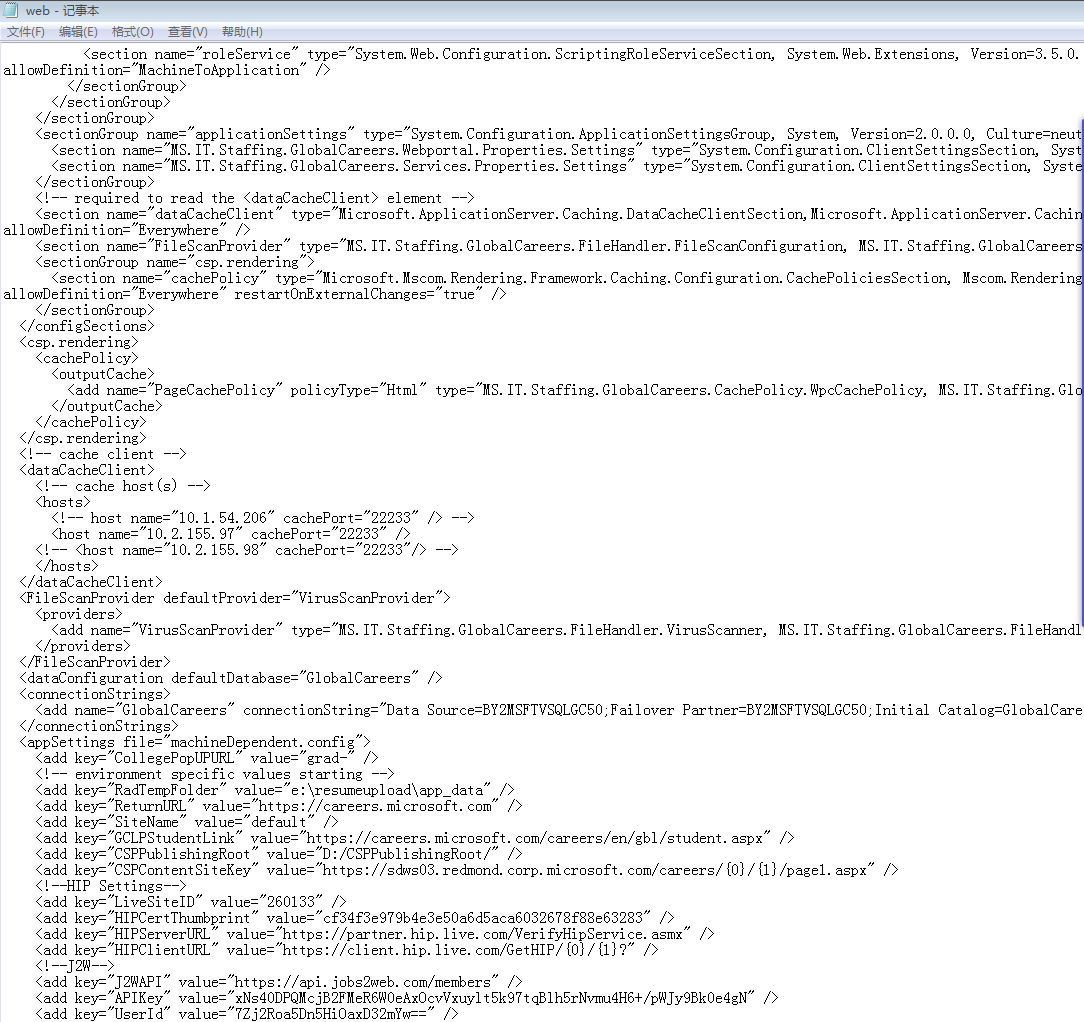 web - 记事本
文件(F) 编辑(E) 格式(O) 查看(V) 帮助(H)
<section name="roleService" type="System.Web.Configuration.ScriptingRoleServiceSection, System.Web.Extensions, Version=3.5.0.
allowDefinition="MachineToApplication" />
</sectionGroup>
</sectionGroup>
</sectionGroup>
<sectionGroup name="applicationSettings" type="System.Configuration.ApplicationSettingsGroup, System, Version=2.0.0.0, Culture=neut
<section name="MS.IT.Staffing.GlobalCareers.Webportal.Properties.Settings" type="System.Configuration.ClientSettingsSection, Syst
<section name="MS.IT.Staffing.GlobalCareers.Services.Properties.Settings" type="System.Configuration.ClientSettingsSection, Syste
</sectionGroup>
<!-- required to read the <dataCacheClient> element -->
<section name="dataCacheClient" type="Microsoft.ApplicationServer.Caching.DataCacheClientSection,Microsoft.ApplicationServer.Cachin
allowDefinition="Everywhere" />
<section name="FileScanProvider" type="MS.IT.Staffing.GlobalCareers.FileHandler.FileScanConfiguration, MS.IT.Staffing.GlobalCareers
<sectionGroup name="csp.rendering">
<section name="cachePolicy" type="Microsoft.Mscom.Rendering.Framework.Caching.Configuration.CachePoliciesSection, Mscom.Rendering
allowDefinition="Everywhere" restartOnExternalChanges="true" />
</sectionGroup>
</configSections>
<csp.rendering>
<cachePolicy>
<outputCache>
<add name="PageCachePolicy" policyType="Html" type="MS.IT.Staffing.GlobalCareers.CachePolicy.WpcCachePolicy, MS.IT.Staffing.Glo
</outputCache>
</cachePolicy>
</csp.rendering>
<!-- cache client -->
<dataCacheClient>
<!-- cache host(s) -->
<hosts>
<!-- host name="10.1.54.206" cachePort="22233" /> -->
<host name="10.2.155.97" cachePort="22233" />
<!-- <host name="10.2.155.98" cachePort="22233"/> -->
</hosts>
</dataCacheClient>
<FileScanProvider defaultProvider="VirusScanProvider">
<providers>
<add name="VirusScanProvider" type="MS.IT.Staffing.GlobalCareers.FileHandler.VirusScanner, MS.IT.Staffing.GlobalCareers.FileHandl
</providers>
</FileScanProvider>
<dataConfiguration defaultDatabase="GlobalCareers" />
<connectionStrings>
<add name="GlobalCareers" connectionString="Data Source=BY2MSFTVSQLGC50;Failover Partner=BY2MSFTVSQLGC50;Initial Catalog=GlobalCare
</connectionStrings>
<appSettings file="machineDependent.config">
<add key="CollegePopUPURL" value="grad-" />
<!-- environment specific values starting -->
<add key="RadTempFolder" value="e:\resumeupload\app_data" />
<add key="ReturnURL" value="https://careers.microsoft.com" />
<add key="SiteName" value="default" />
<add key="GCLPStudentLink" value="https://careers.microsoft.com/careers/en/gbl/student.aspx" />
<add key="CSPPublishingRoot" value="D:/CSPPublishingRoot/" />
<add key="CSPContentSiteKey" value="https://sdws03.redmond.corp.microsoft.com/careers/{0}/{1}/page1.aspx" />
<!--HIP Settings-->
<add key="LiveSiteID" value="260133" />
<add key="HIPCertThumbprint" value="cf34f3e979b4e3e50a6d5aca6032678f88e63283" />
<add key="HIPServerURL" value="https://partner.hip.live.com/VerifyHipService.asmx" />
<add key="HIPClientURL" value="https://client.hip.live.com/GetHIP/{0}/{1}?" />
<!--J2W-->
<add key="J2WAPI" value="https://api.jobs2web.com/members" />
<add key="APIKey" value="xNs40DPQMcjB2FMeR6W0eAxOcvVxuylt5k97tqBlh5rNvmu4H6+/pWJy9Bk0e4gN" />
<add key="UserId" value="7Zj2Roa5Dn5HiOaxD32mYw==" />